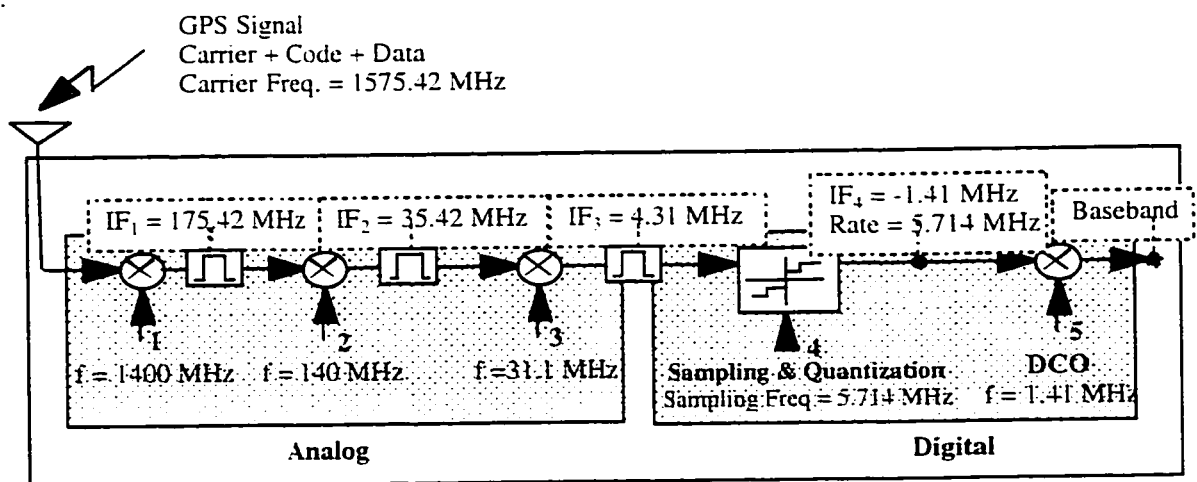 GPS Signal
Carrier + Code + Data
Carrier Freq. = 1575.42 MHz
IF₁ = 175.42 MHz
IF₂ = 35.42 MHz
IF₃ = 4.31 MHz
IF₄ = -1.41 MHz
Rate = 5.714 MHz
Baseband
1
2
3
4
5
f = 1400 MHz
f = 140 MHz
f =31.1 MHz
Sampling & Quantization
Sampling Freq = 5.714 MHz
DCO
f = 1.41 MHz
Analog
Digital